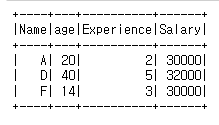 +----+---+----------+------+
|Name|age|Experience|Salary|
+----+---+----------+------+
|   A| 20|         2| 30000|
|   D| 40|         5| 32000|
|   F| 14|         3| 30000|
+----+---+----------+------+